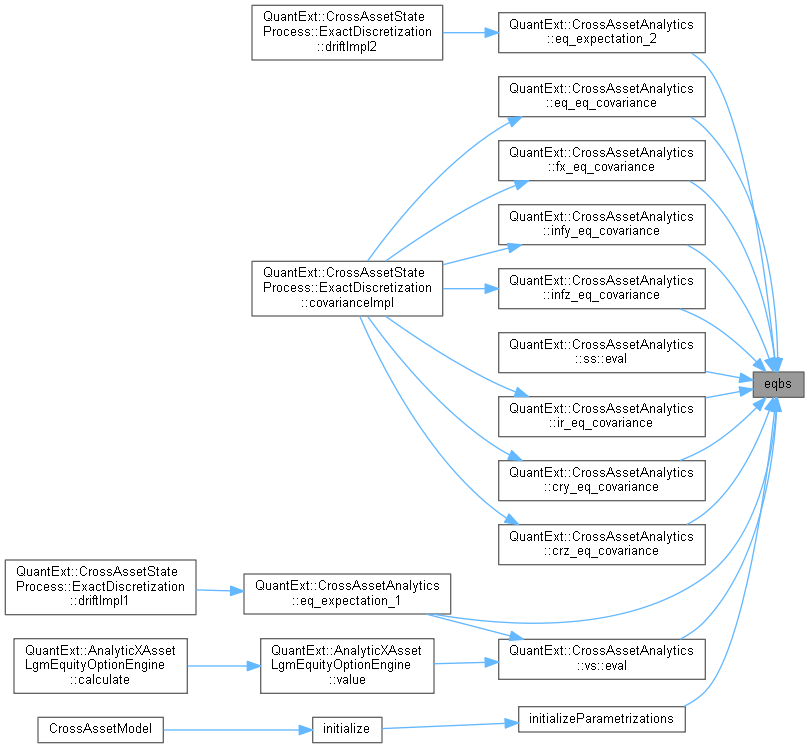 QuantExt::CrossAssetState
Process::ExactDiscretization
::driftImpl2
QuantExt::CrossAssetAnalytics
::eq_expectation_2
QuantExt::CrossAssetAnalytics
::eq_eq_covariance
QuantExt::CrossAssetAnalytics
::fx_eq_covariance
QuantExt::CrossAssetAnalytics
::infy_eq_covariance
QuantExt::CrossAssetState
Process::ExactDiscretization
::covarianceImpl
QuantExt::CrossAssetAnalytics
::infz_eq_covariance
QuantExt::CrossAssetAnalytics
::ss::eval
eqbs
QuantExt::CrossAssetAnalytics
::ir_eq_covariance
QuantExt::CrossAssetAnalytics
::cry_eq_covariance
QuantExt::CrossAssetAnalytics
::crz_eq_covariance
QuantExt::CrossAssetState
Process::ExactDiscretization
::driftImpl1
QuantExt::CrossAssetAnalytics
::eq_expectation_1
QuantExt::AnalyticXAsset
LgmEquityOptionEngine
::calculate
QuantExt::AnalyticXAsset
LgmEquityOptionEngine
::value
QuantExt::CrossAssetAnalytics
::vs::eval
CrossAssetModel
initialize
initializeParametrizations